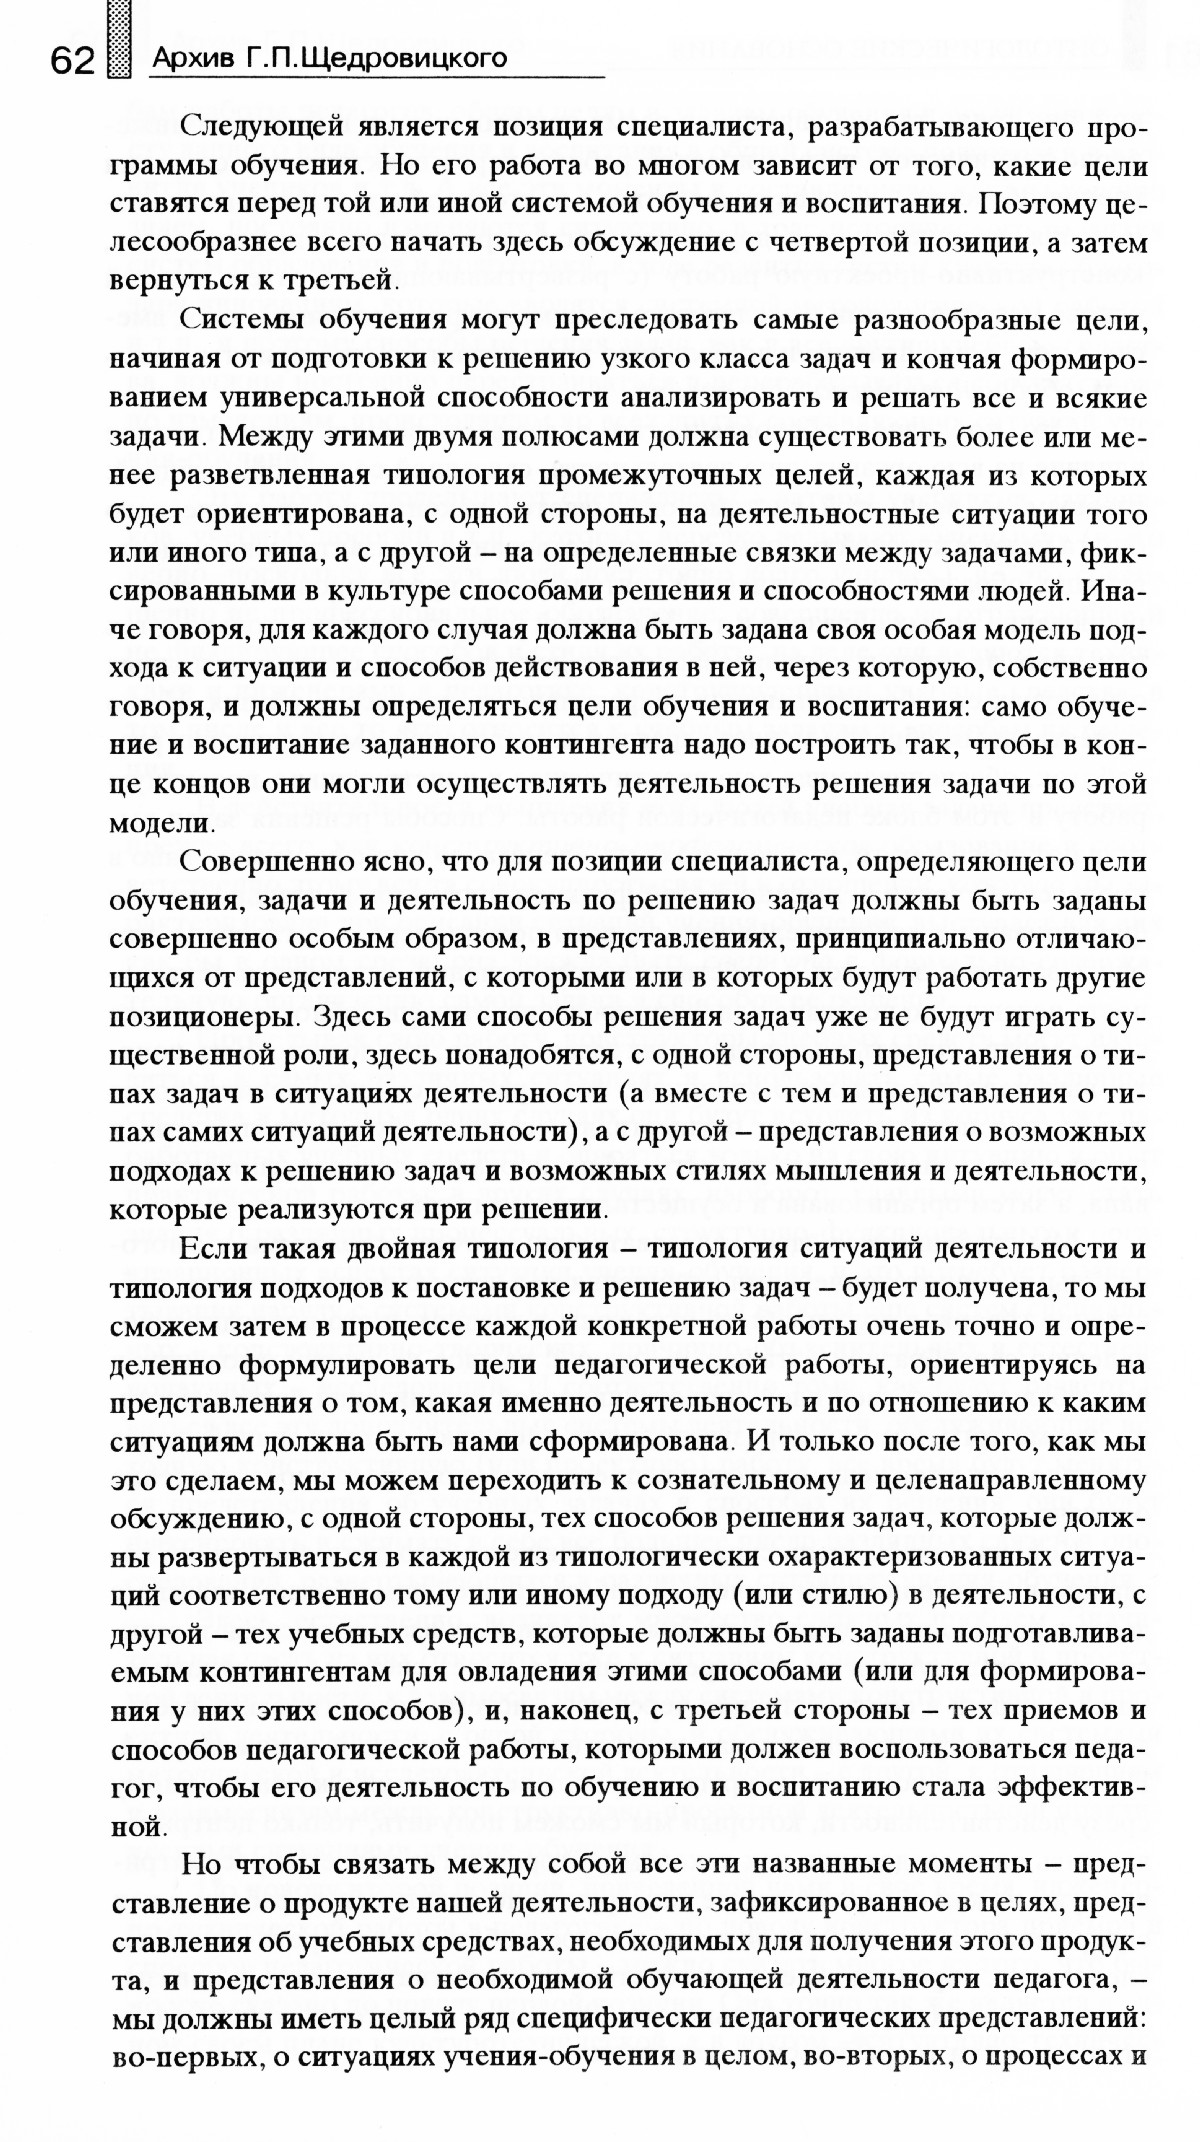 62 Архив Г.П.Щедровицкого
Следующей является позиция специалиста, разрабатывающего про-
граммы обучения. Но его работа во многом зависит от того, какие цели
ставятся перед той или иной системой обучения и воспитания. Поэтому це-
лесообразнее всего начать здесь обсуждение с четвертой позиции, а затем
вернуться к третьей.
Системы обучения могут преследовать самые разнообразные цели,
начиная от подготовки к решению узкого класса задач и кончая формиро-
ванием универсальной способности анализировать и решать все и всякие
задачи. Между этими двумя полюсами должна существовать более или ме-
нее разветвленная типология промежуточных целей, каждая из которых
будет ориентирована, с одной стороны, на деятельностные ситуации того
или иного типа, а с другой – на определенные связки между задачами, фик-
сированными в культуре способами решения и способностями людей. Ина-
че говоря, для каждого случая должна быть задана своя особая модель под-
хода к ситуации и способов действования в ней, через которую, собственно
говоря, и должны определяться цели обучения и воспитания: само обуче-
ние и воспитание заданного контингента надо построить так, чтобы в кон-
це концов они могли осуществлять деятельность решения задачи по этой
модели.
Совершенно ясно, что для позиции специалиста, определяющего цели
обучения, задачи и деятельность по решению задач должны быть заданы
совершенно особым образом, в представлениях, принципиально отличаю-
щихся от представлений, с которыми или в которых будут работать другие
позиционеры. Здесь сами способы решения задач уже не будут играть су-
щественной роли, здесь понадобятся, с одной стороны, представления о ти-
пах задач в ситуациях деятельности (а вместе с тем и представления о ти-
пах самих ситуаций деятельности), а с другой – представления о возможных
подходах к решению задач и возможных стилях мышления и деятельности,
которые реализуются при решении.
Если такая двойная типология – типология ситуаций деятельности и
типология подходов к постановке и решению задач – будет получена, то мы
сможем затем в процессе каждой конкретной работы очень точно и опре-
деленно формулировать цели педагогической работы, ориентируясь на
представления о том, какая именно деятельность и по отношению к каким
ситуациям должна быть нами сформирована. И только после того, как мы
это сделаем, мы можем переходить к сознательному и целенаправленному
обсуждению, с одной стороны, тех способов решения задач, которые долж-
ны развертываться в каждой из типологически охарактеризованных ситуа-
ций соответственно тому или иному подходу (или стилю) в деятельности, с
другой – тех учебных средств, которые должны быть заданы подготавлива-
емым контингентам для овладения этими способами (или для формирова-
ния у них этих способов), и, наконец, с третьей стороны – тех приемов и
способов педагогической работы, которыми должен воспользоваться педа-
гог, чтобы его деятельность по обучению и воспитанию стала эффектив-
ной.
Но чтобы связать между собой все эти названные моменты – пред-
ставление о продукте нашей деятельности, зафиксированное в целях, пред-
ставления об учебных средствах, необходимых для получения этого продук-
та, и представления о необходимой обучающей деятельности педагога, –
мы должны иметь целый ряд специфически педагогических представлений:
во-первых, о ситуациях учения-обучения в целом, во-вторых, о процессах и